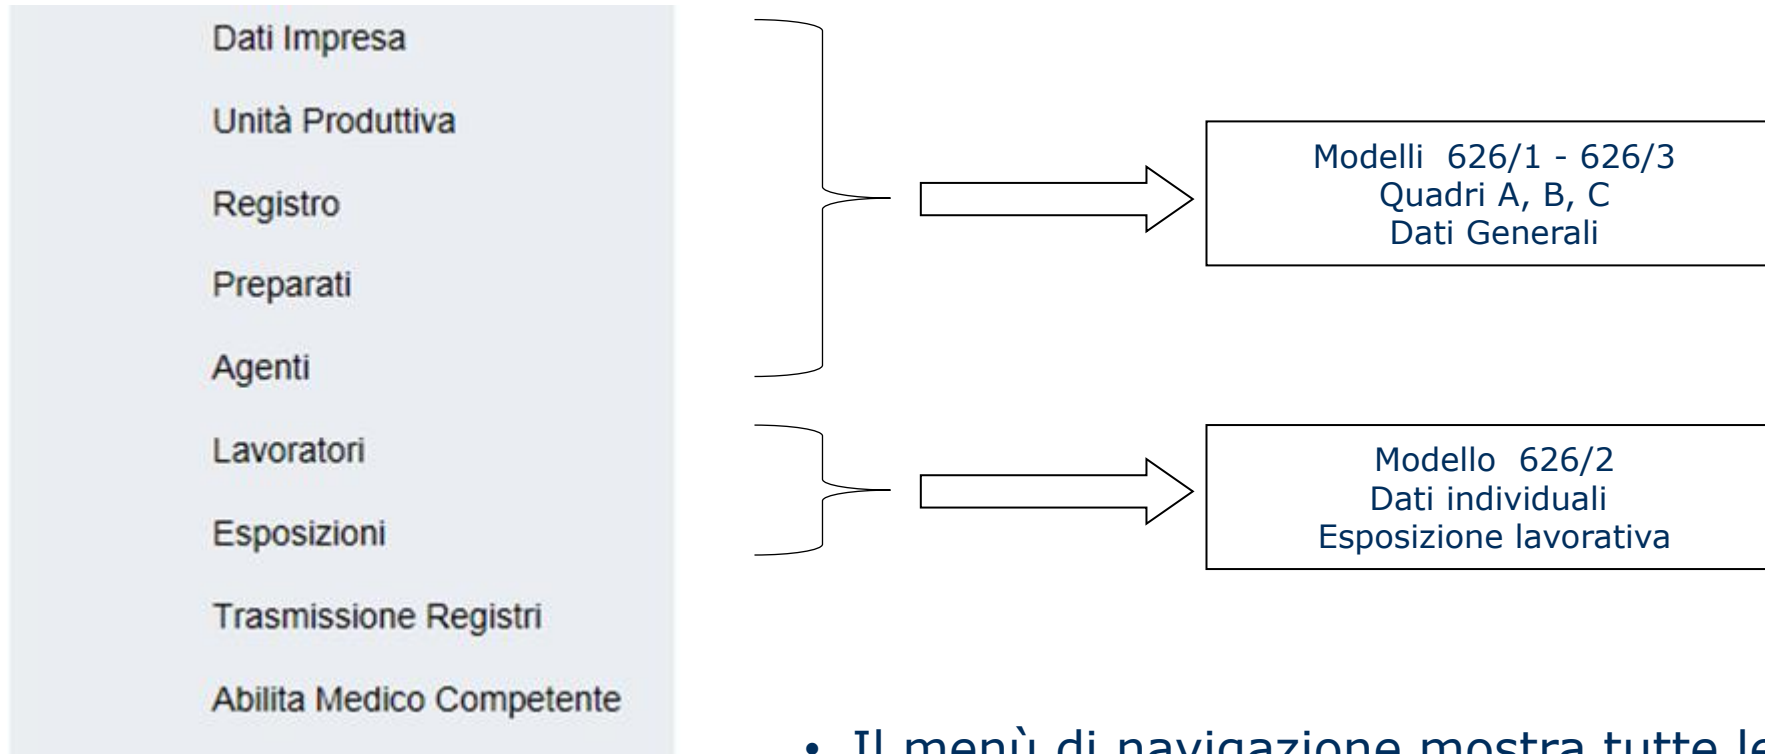 Dati Impresa
Unità Produttiva
Registro
Preparati
Agenti
Lavoratori
Esposizioni
Trasmissione Registri
Abilita Medico Competente
Modelli 626/1 - 626/3
Quadri A, B, C
Dati Generali
Modello 626/2
Dati individuali
Esposizione lavorativa
• Il menù di navigazione mostra tutte le